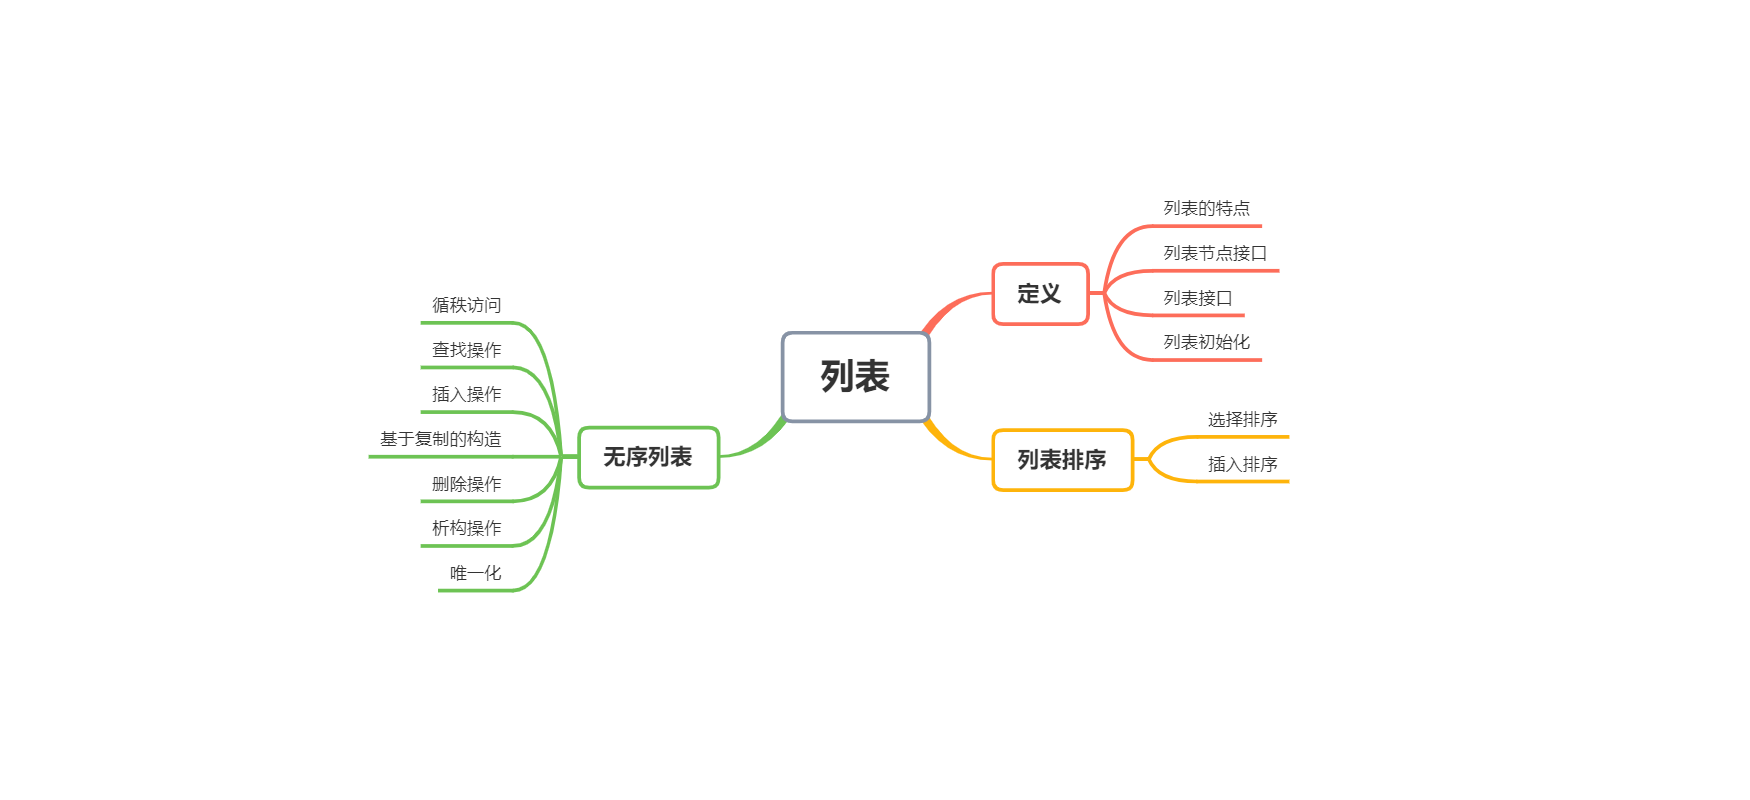 列表
定义
列表的特点
列表节点接口
列表接口
列表初始化
列表排序
选择排序
插入排序
无序列表
循秩访问
查找操作
插入操作
基于复制的构造
删除操作
析构操作
唯一化